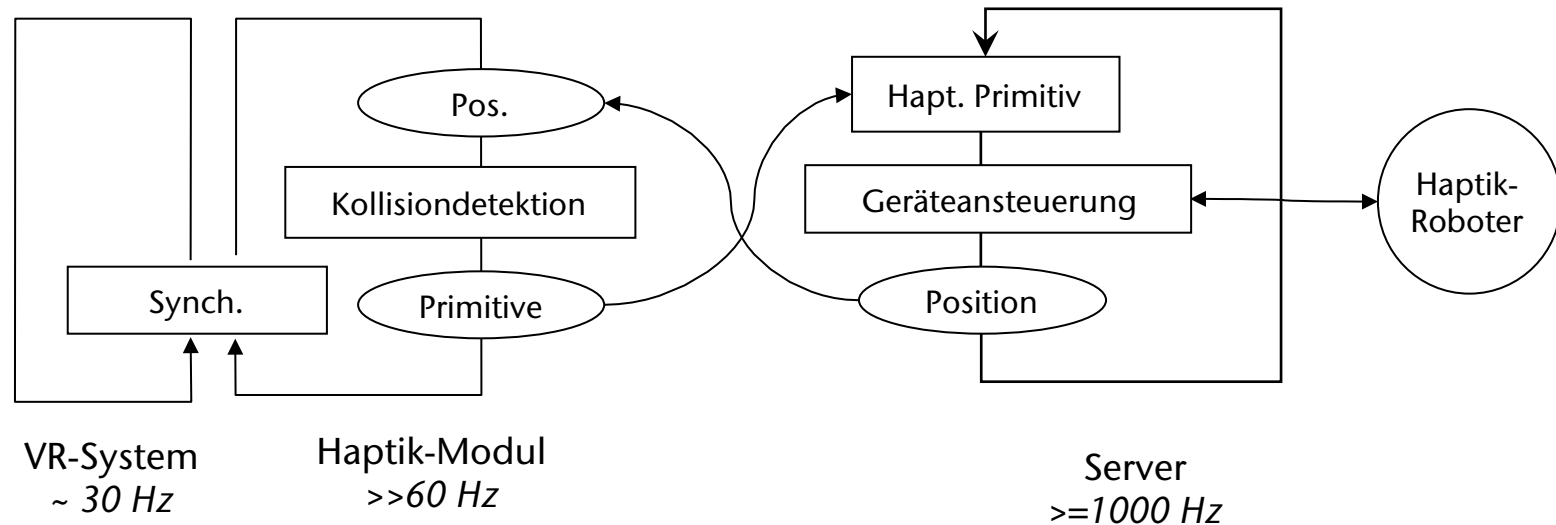 Pos.
Kollisiondetektion
Synch.
Primitive
Hapt. Primitiv
Geräteansteuerung
Position
Haptik-
Roboter
VR-System
~ 30 Hz
Haptik-Modul
>>60 Hz
Server
>=1000 Hz